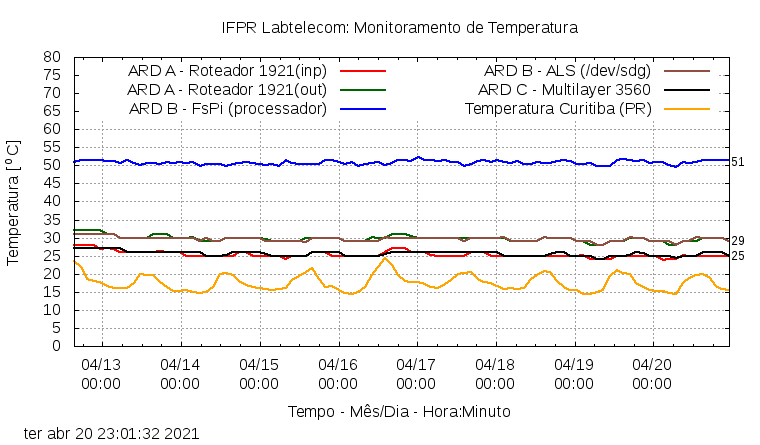 IFPR Labtelecom: Monitoramento de Temperatura
ARD A - Roteador 1921(inp)
ARD A - Roteador 1921(out)
ARD B - FsPi (processador)
ARD B - ALS (/dev/sdg)
ARD C - Multilayer 3560
Temperatura Curitiba (PR)
Temperatura [ºC]
80
75
70
65
60
55
50
45
40
35
30
25
20
15
10
5
0
51
29
25
04/13 04/14 04/15 04/16 04/17 04/18 04/19 04/20
00:00 00:00 00:00 00:00 00:00 00:00 00:00 00:00
Tempo - Mês/Dia - Hora:Minuto
ter abr 20 23:01:32 2021